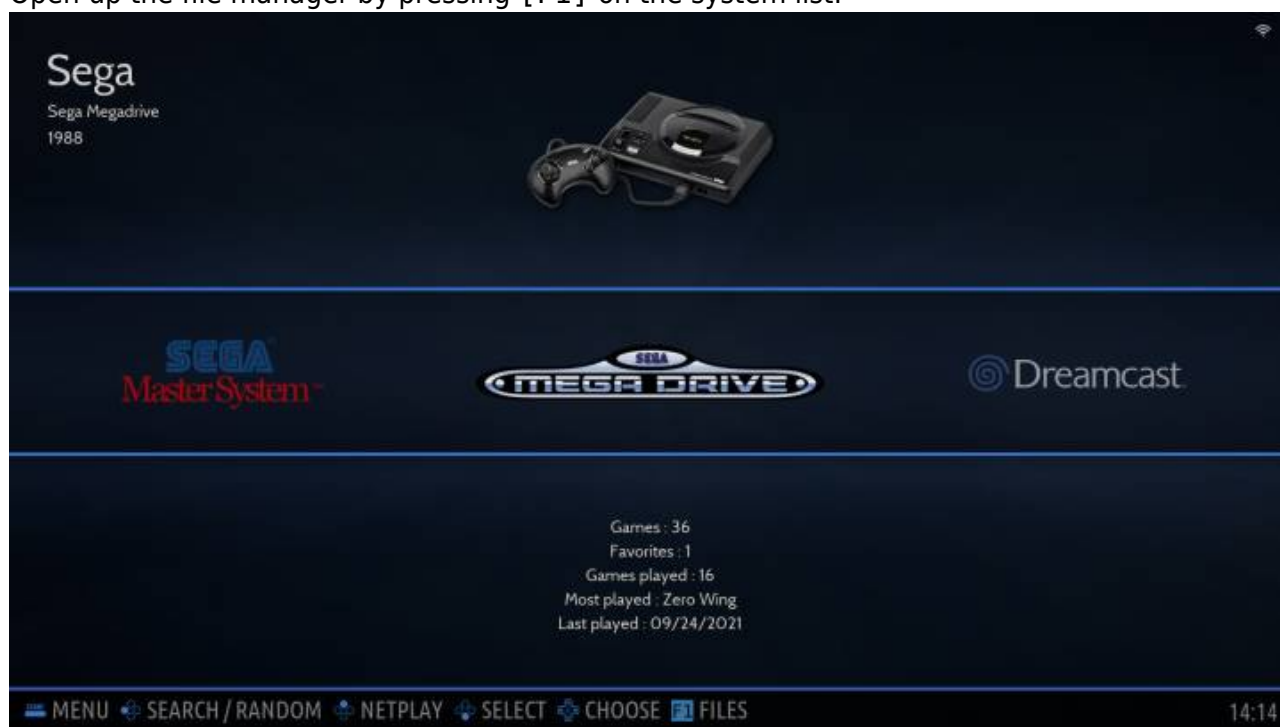 Open up the file manager by pressing [F1] on the system list:
Sega
Sega Megadrive
1988
SEGA
Master System
SEGA
MEGA DRIVE
Dreamcast
Games : 36
Favorites : 1
Games played : 16
Most played : Zero Wing
Last played : 09/24/2021
MENU SEARCH / RANDOM NETPLAY SELECT CHOOSE F1 FILES 14:14